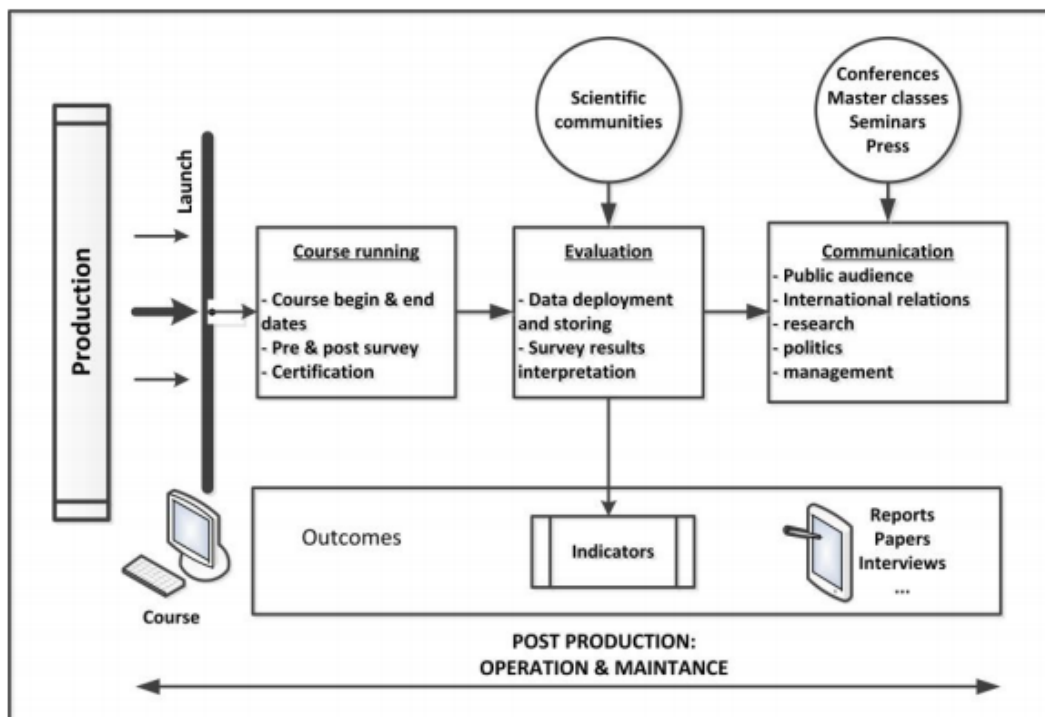 Production
Launch
Course
Scientific
communities
Conferences
Master classes
Seminars
Press
Course running
- Course begin & end
dates
- Pre & post survey
- Certification
Evaluation
- Data deployment
and storing
- Survey results
interpretation
Communication
- Public audience
- International relations
- research
- politics
- management
Outcomes
Indicators
Reports
Papers
Interviews
...
POST PRODUCTION:
OPERATION & MAINTANCE